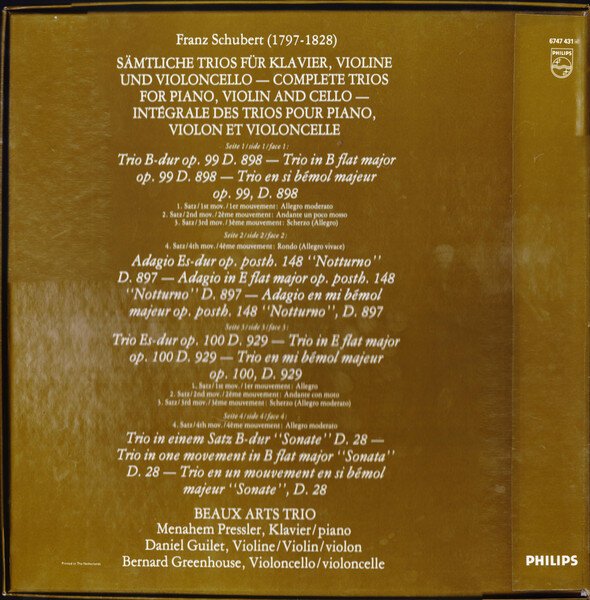 Franz Schubert (1797-1828)
SÄMTLICHE TRIOS FÜR KLAVIER, VIOLINE
UND VIOLONCELLO — COMPLETE TRIOS
FOR PIANO, VIOLIN AND CELLO —
INTÉGRALE DES TRIOS POUR PIANO,
VIOLON ET VIOLONCELLE
Seite 1/side 1/face 1:
Trio B-dur op. 99 D. 898 — Trio in B flat major
op. 99 D. 898 — Trio en si bémol majeur
op. 99, D. 898
1. Satz/1st mov./1er mouvement: Allegro moderato
2. Satz/2nd mov./2ème mouvement: Andante un poco mosso
3. Satz/3rd mov./3ème mouvement: Scherzo (Allegro)
Seite 2/side 2/face 2:
4. Satz/4th mov./4ème mouvement: Rondo (Allegro vivace)
Adagio Es-dur op. posth. 148 "Notturno"
D. 897 — Adagio in E flat major op. posth. 148
"Notturno" D. 897 — Adagio en mi bémol
majeur op. posth. 148 "Notturno", D. 897
Seite 3/side 3/face 3:
Trio Es-dur op. 100 D. 929 — Trio in E flat major
op. 100 D. 929 — Trio en mi bémol majeur
op. 100, D. 929
1. Satz/1st mov./1er mouvement: Allegro
2. Satz/2nd mov./2ème mouvement: Andante con moto
3. Satz/3rd mov./3ème mouvement: Scherzo (Allegro moderato)
Seite 4/side 4/face 4:
4. Satz/4th mov./4ème mouvement: Allegro moderato
Trio in einem Satz B-dur "Sonate" D. 28 —
Trio in one movement in B flat major "Sonata"
D. 28 — Trio en un mouvement en si bémol
majeur "Sonate", D. 28
BEAUX ARTS TRIO
Menahem Pressler, Klavier/piano
Daniel Guilet, Violine/Violin/violon
Bernard Greenhouse, Violoncello/violoncelle
Printed in The Netherlands
6747 431
PHILIPS
PHILIPS